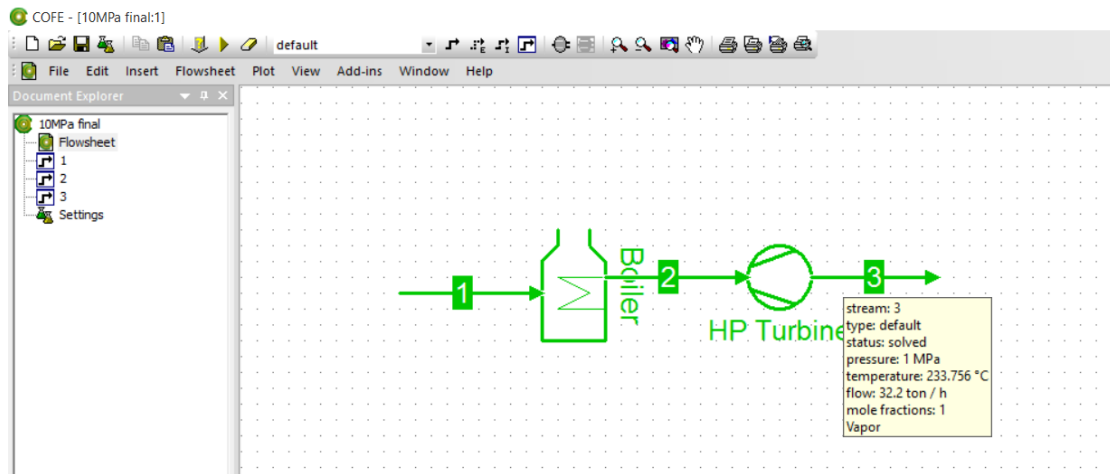 COFE - [10MPa final:1]
default
File Edit Insert Flowsheet Plot View Add-ins Window Help
Document Explorer
10MPa final
Flowsheet
1
2
3
Settings
1
Boiler
2
HP Turbine
3
stream: 3
type: default
status: solved
pressure: 1 MPa
temperature: 233.756 °C
flow: 32.2 ton / h
mole fractions: 1
Vapor